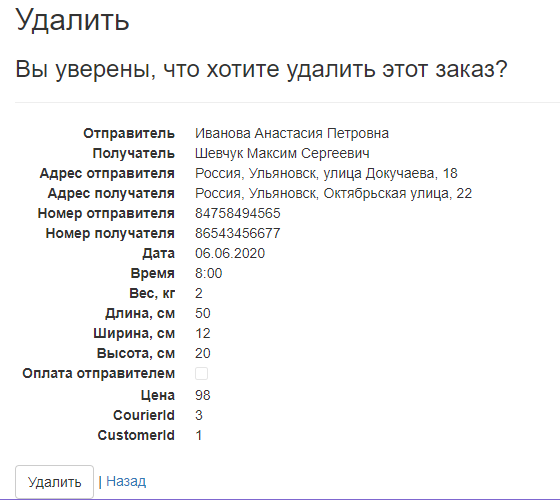 Удалить
Вы уверены, что хотите удалить этот заказ?
Отправитель Иванова Анастасия Петровна
Получатель Шевчук Максим Сергеевич
Адрес отправителя Россия, Ульяновск, улица Докучаева, 18
Адрес получателя Россия, Ульяновск, Октябрьская улица, 22
Номер отправителя 84758494565
Номер получателя 86543456677
Дата 06.06.2020
Время 8:00
Вес, кг 2
Длина, см 50
Ширина, см 12
Высота, см 20
Оплата отправителем
Цена 98
CourierId 3
CustomerId 1
Удалить | Назад